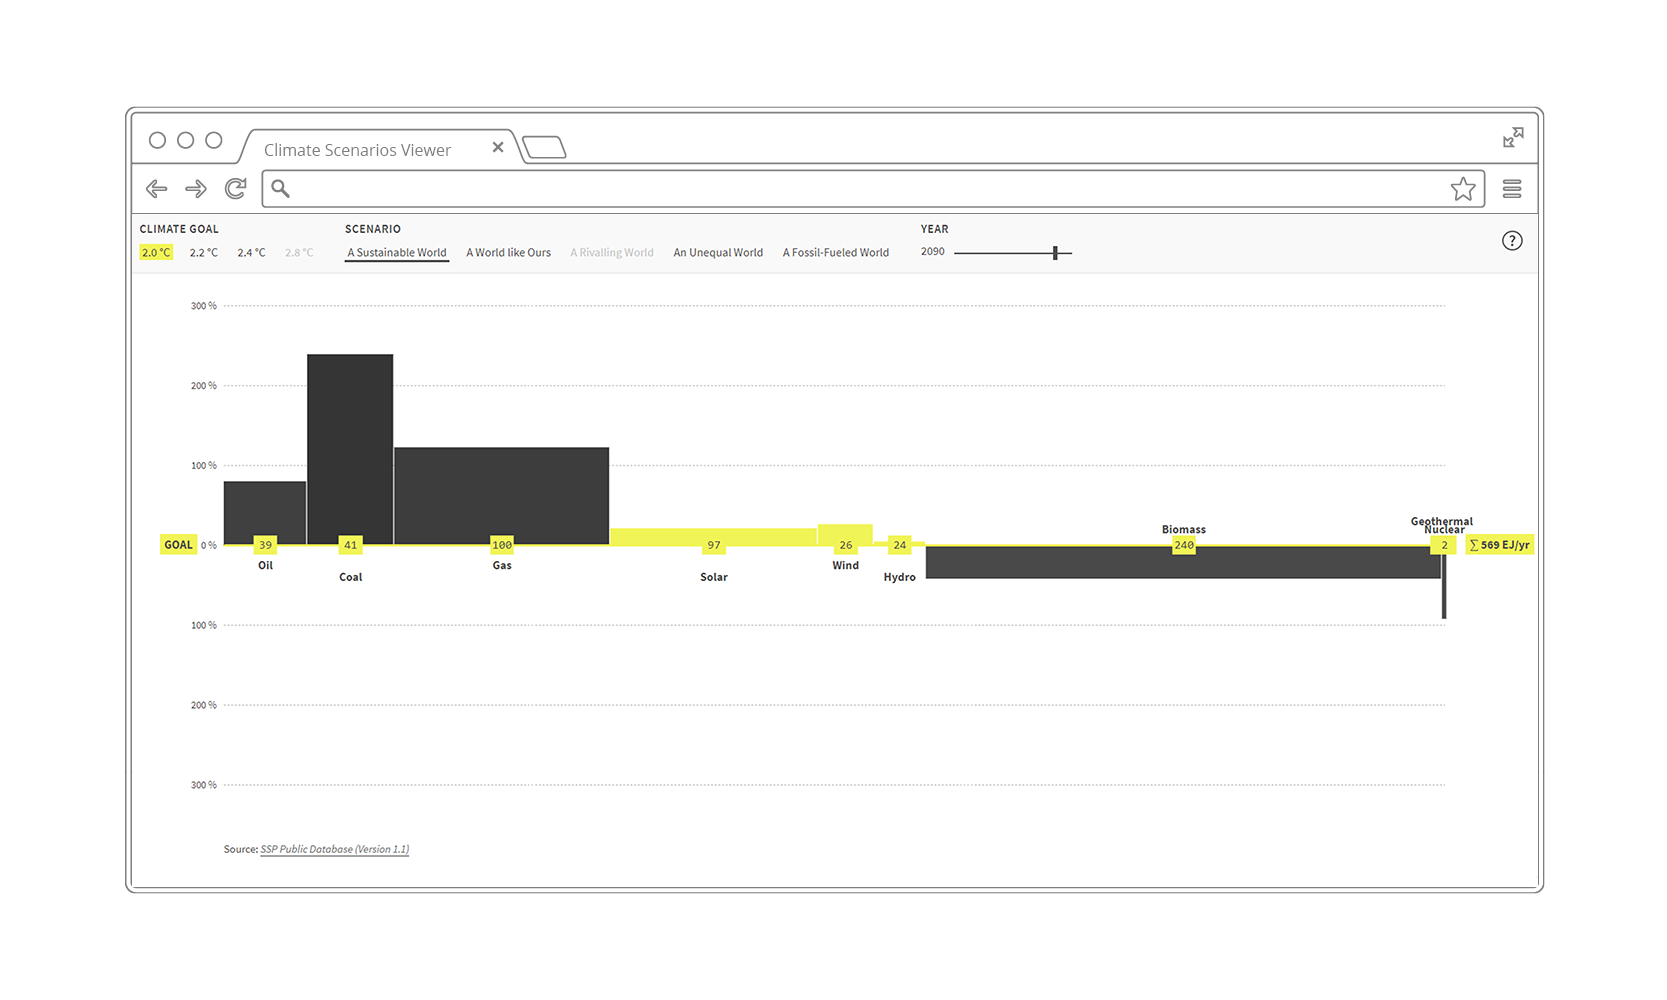 Climate Scenarios Viewer
CLIMATE GOAL SCENARIO YEAR
2.0 °C 2.2 °C 2.4 °C 2.8 °C A Sustainable World A World like Ours A Rivalling World An Unequal World A Fossil-Fueled World 2090
?
300 %
200 %
100 %
Geothermal
Biomass Nuclear
GOAL 0 % 39 41 100 97 26 24 240 2 ∑ 569 EJ/yr
Oil Gas Wind
Coal Solar Hydro
100 %
200 %
300 %
Source: SSP Public Database (Version 1.1)